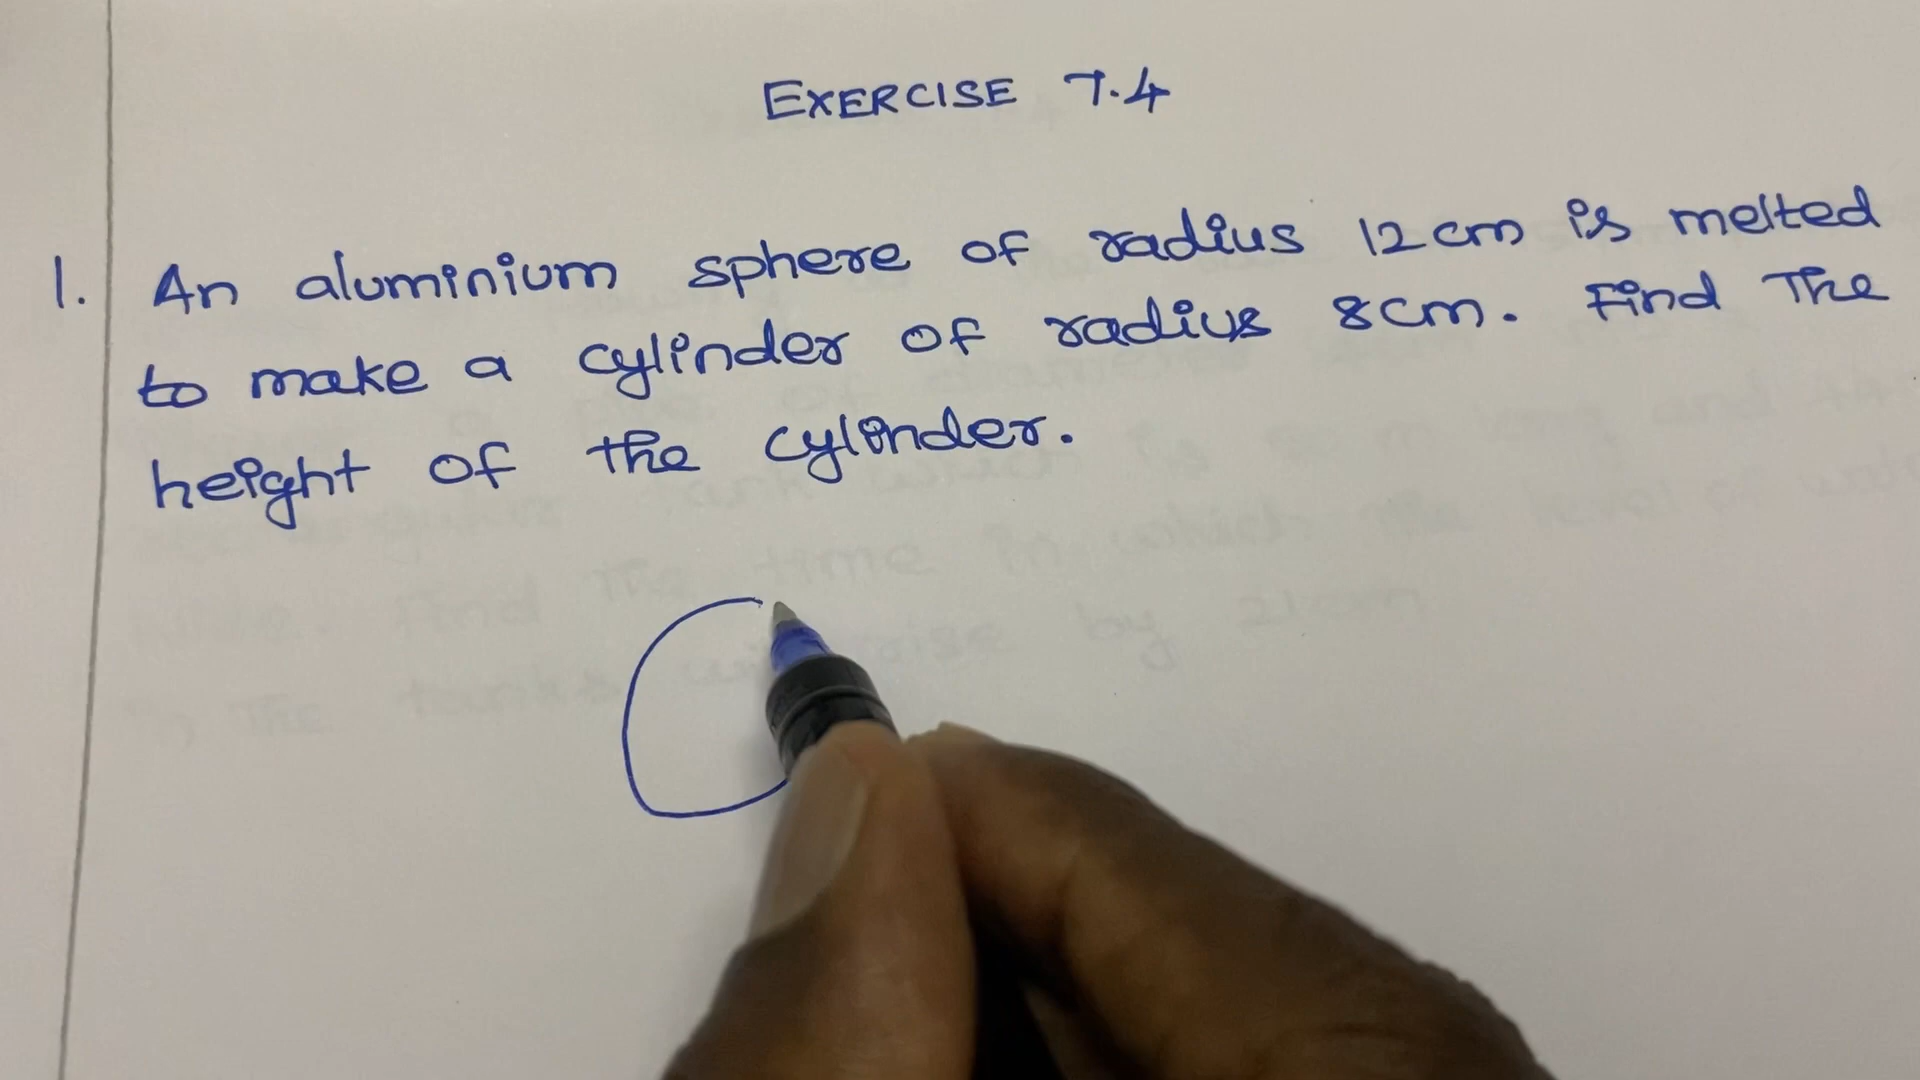 EXERCISE 7.4
1. An aluminium sphere of radius 12cm is melted
to make a cylinder of radius 8cm. Find the
height of the cylinder.